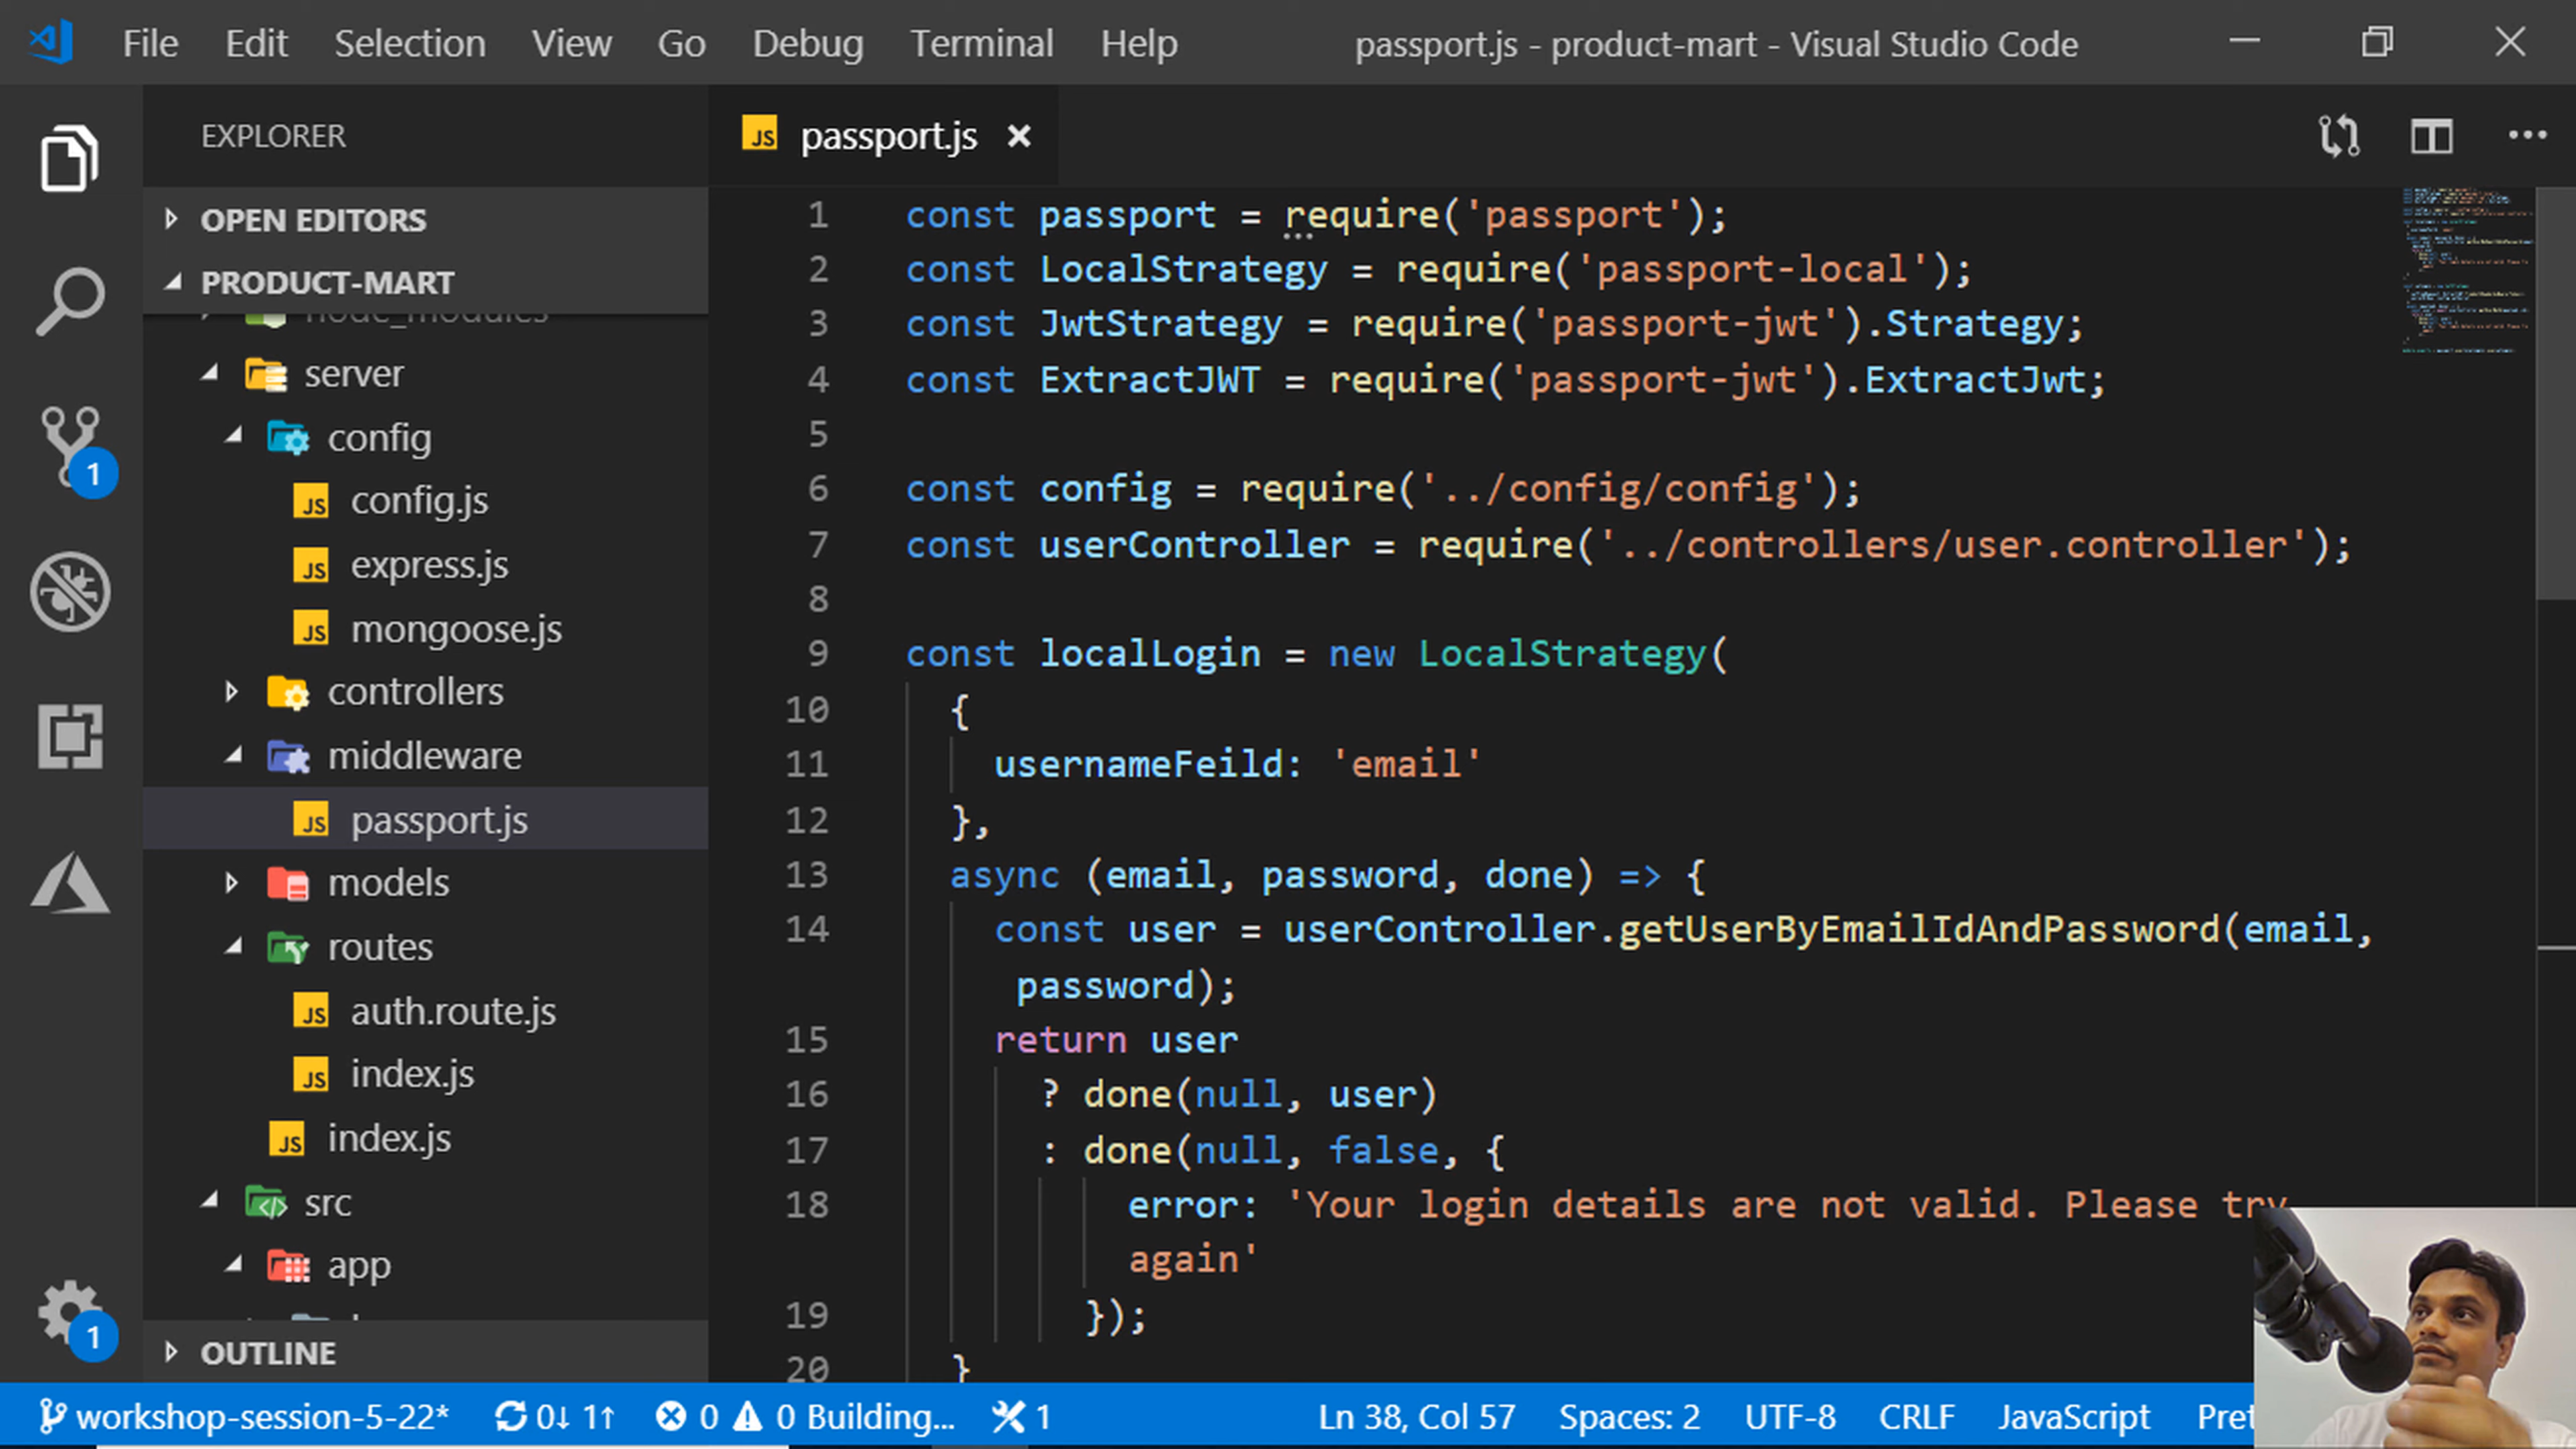 File Edit Selection View Go Debug Terminal Help passport.js - product-mart - Visual Studio Code
EXPLORER
OPEN EDITORS
PRODUCT-MART
node_modules
server
config
config.js
express.js
mongoose.js
controllers
middleware
passport.js
models
routes
auth.route.js
index.js
index.js
src
app
OUTLINE
1
1
JS passport.js
1 const passport = require('passport');
2 const LocalStrategy = require('passport-local');
3 const JwtStrategy = require('passport-jwt').Strategy;
4 const ExtractJWT = require('passport-jwt').ExtractJwt;
5
6 const config = require('../config/config');
7 const userController = require('../controllers/user.controller');
8
9 const localLogin = new LocalStrategy(
10 {
11 usernameFeild: 'email'
12 },
13 async (email, password, done) => {
14 const user = userController.getUserByEmailIdAndPassword(email,
password);
15 return user
16 ? done(null, user)
17 : done(null, false, {
18 error: 'Your login details are not valid. Please try
again'
19 });
20 }
workshop-session-5-22* 0↓ 1↑ 0 0 Building... 1 Ln 38, Col 57 Spaces: 2 UTF-8 CRLF JavaScript